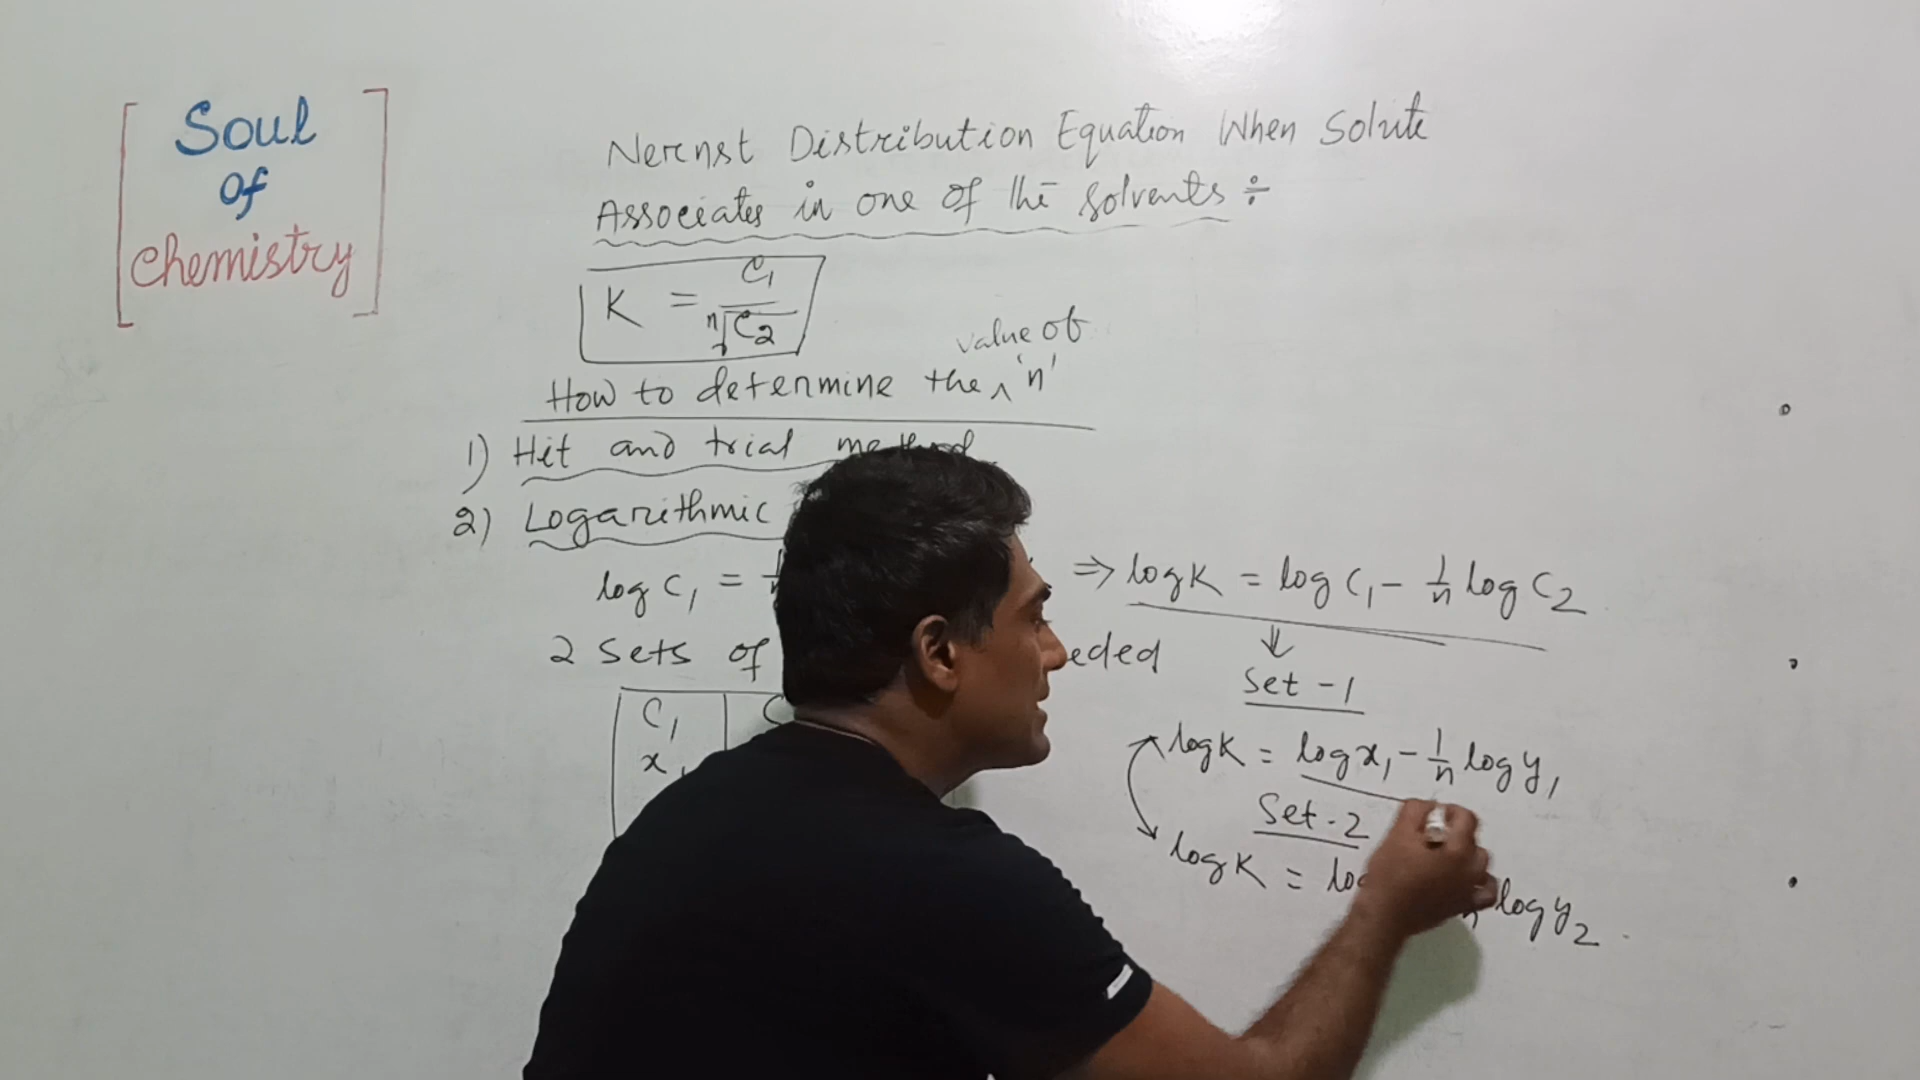 Soul
of
Chemistry
Nernst Distribution Equation When Solute
Associates in one of the solvents ÷
K = C₁ / ⁿ√C₂
value of
How to determine the ^ 'n'
1) Hit and trial method
2) Logarithmic
log C₁ =
⇒ log K = log C₁ - 1/n log C₂
2 Sets of
Set - 1
C₁
x₁
log K = log x₁ - 1/n log y₁
Set - 2
log K =
log y₂